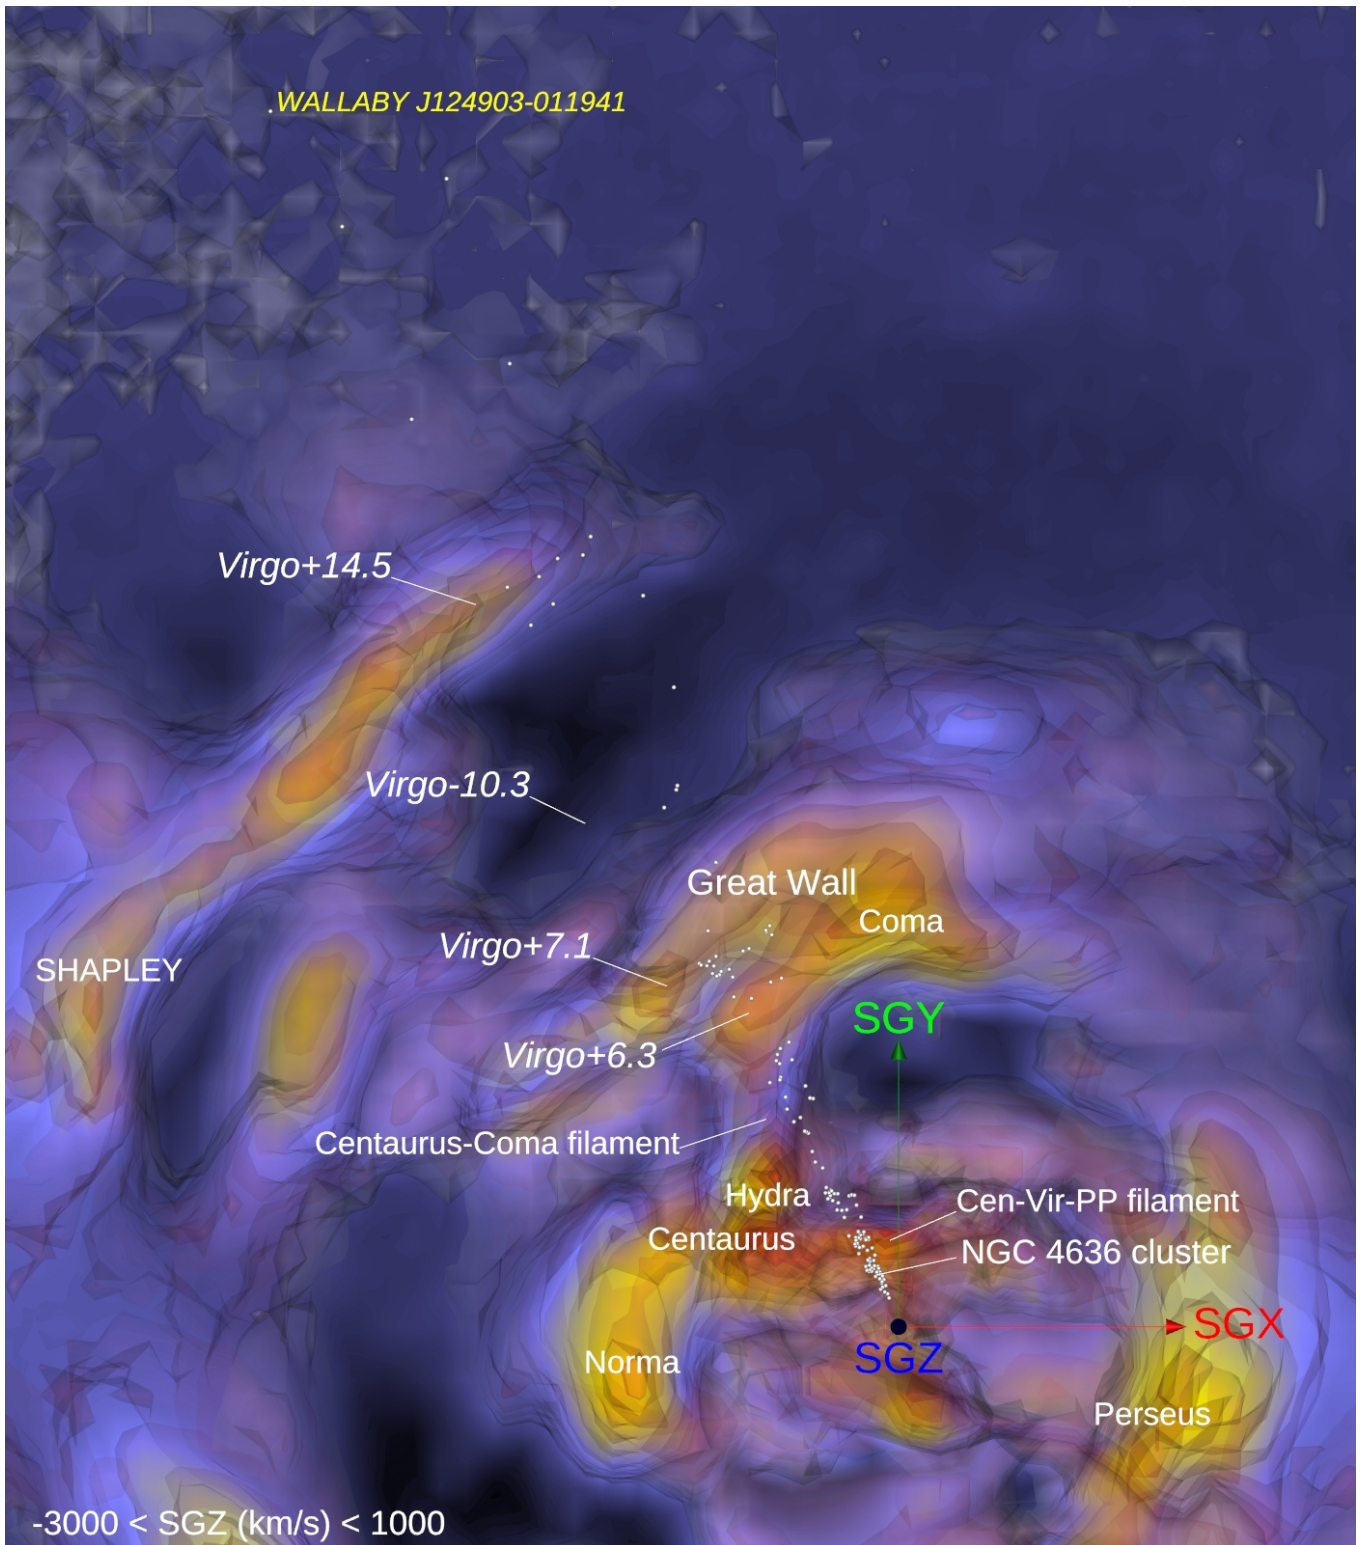 WALLABY J124903-011941
Virgo+14.5
Virgo-10.3
Great Wall
Coma
Virgo+7.1
SHAPLEY
SGY
Virgo+6.3
Centaurus-Coma filament
Hydra
Cen-Vir-PP filament
Centaurus
NGC 4636 cluster
SGX
SGZ
Norma
Perseus
-3000 < SGZ (km/s) < 1000